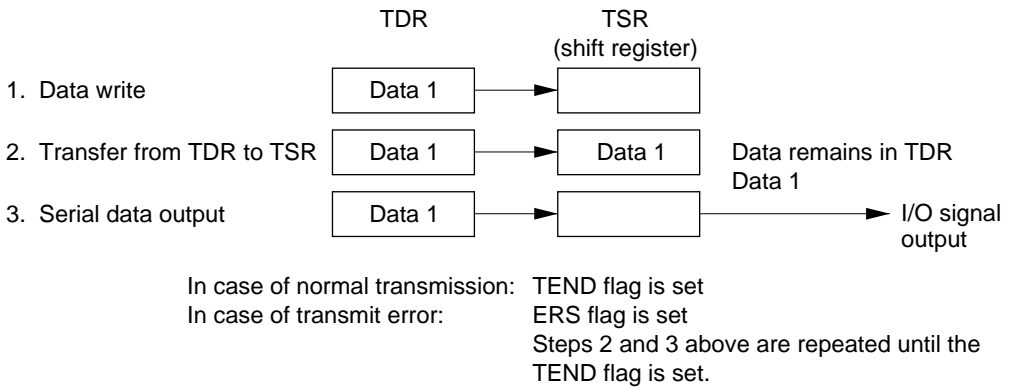 TDR TSR
(shift register)
1. Data write Data 1
2. Transfer from TDR to TSR Data 1 Data 1 Data remains in TDR
Data 1
3. Serial data output Data 1 I/O signal
output
In case of normal transmission: TEND flag is set
In case of transmit error: ERS flag is set
Steps 2 and 3 above are repeated until the
TEND flag is set.